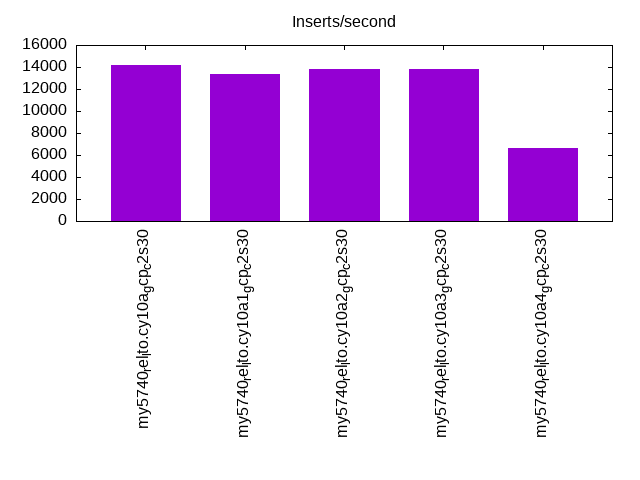 Inserts/second
16000
14000
12000
10000
8000
6000
4000
2000
0
my5740_rel_lto.cy10a_gcp_c2s30
my5740_rel_lto.cy10a1_gcp_c2s30
my5740_rel_lto.cy10a2_gcp_c2s30
my5740_rel_lto.cy10a3_gcp_c2s30
my5740_rel_lto.cy10a4_gcp_c2s30